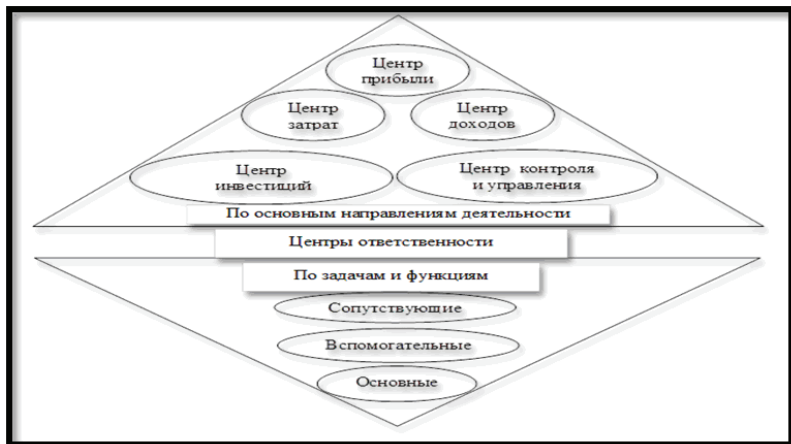 Центр
прибыли
Центр
затрат
Центр
доходов
Центр
инвестиций
Центр контроля
и управления
По основным направлениям деятельности
Центры ответственности
По задачам и функциям
Сопутствующие
Вспомогательные
Основные